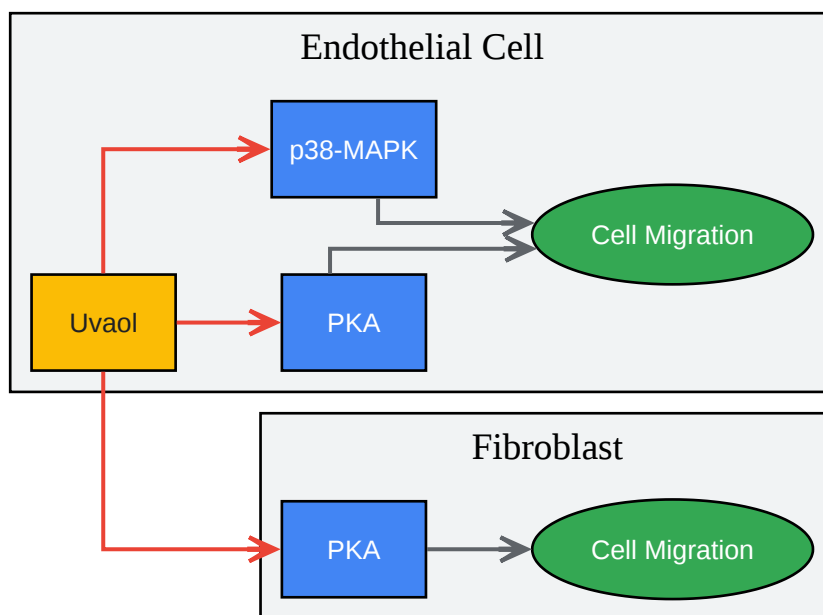 Endothelial Cell
p38-MAPK
Cell Migration
Uvaol
PKA
Fibroblast
PKA
Cell Migration